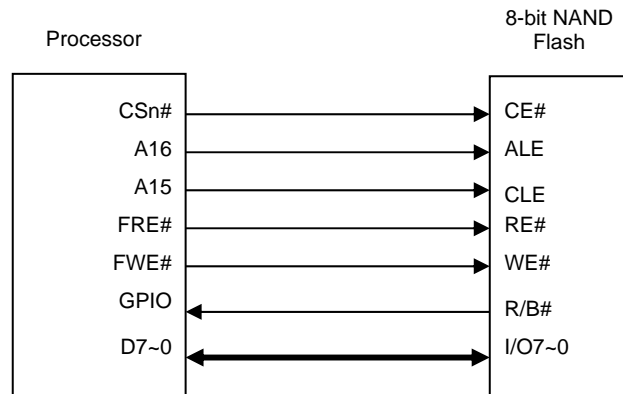 Processor
8-bit NAND
Flash
CSn#
CE#
A16
ALE
A15
CLE
FRE#
RE#
FWE#
WE#
GPIO
R/B#
D7~0
I/O7~0